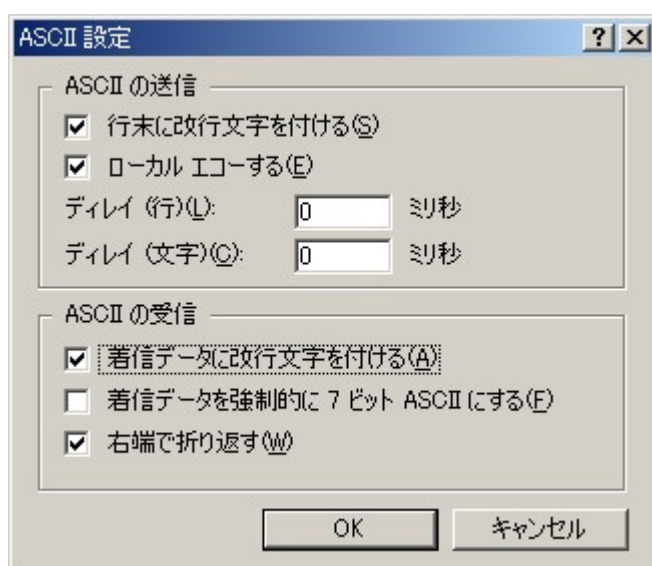 ASCII 設定
ASCII の送信
行末に改行文字を付ける(S)
ローカル エコーする(E)
ディレイ (行)(L): 0 ミリ秒
ディレイ (文字)(C): 0 ミリ秒
ASCII の受信
着信データに改行文字を付ける(A)
着信データを強制的に 7 ビット ASCII にする(F)
右端で折り返す(W)
OK キャンセル